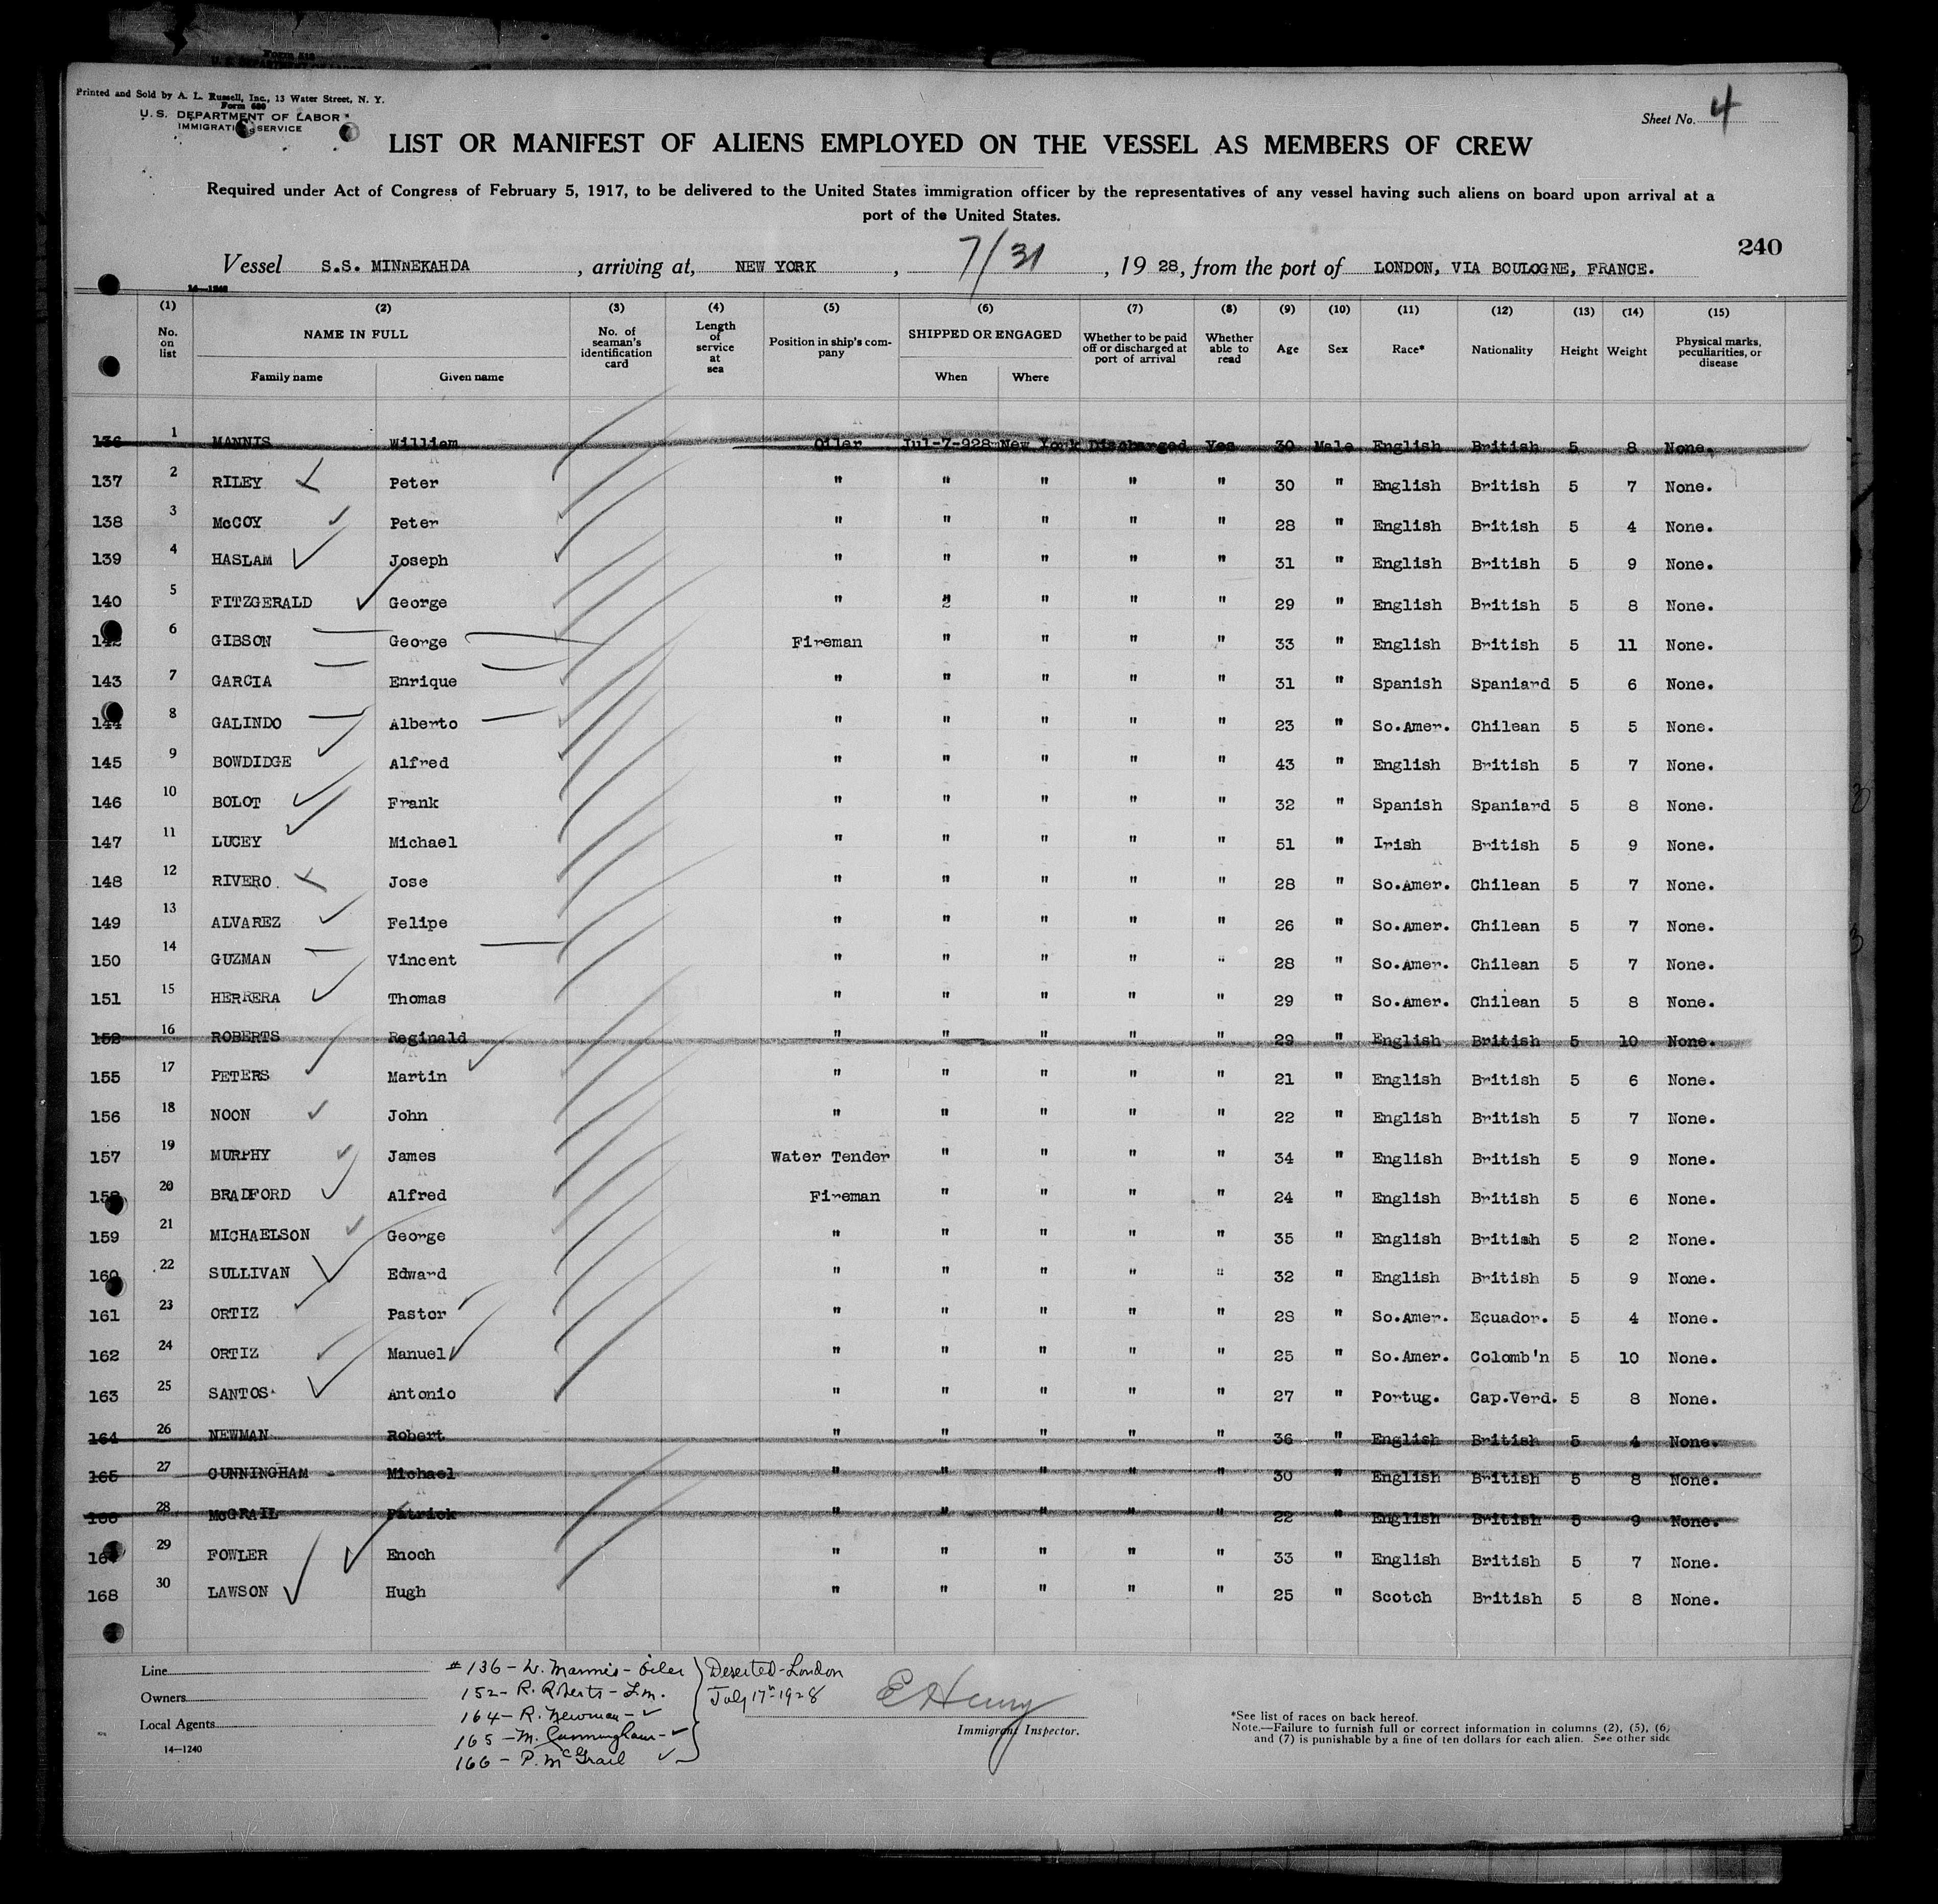 Printed and Sold by A. L. Russell, Inc., 13 Water Street, N. Y.
Form 680
U. S. DEPARTMENT OF LABOR
IMMIGRATION SERVICE
Sheet No. 4
LIST OR MANIFEST OF ALIENS EMPLOYED ON THE VESSEL AS MEMBERS OF CREW
Required under Act of Congress of February 5, 1917, to be delivered to the United States immigration officer by the representatives of any vessel having such aliens on board upon arrival at a
port of the United States.
240
Vessel S.S. MINNEKAHDA, arriving at, NEW YORK, 7/31, 1928, from the port of LONDON, VIA BOULOGNE, FRANCE.
14—1240
(1) (2) (3) (4) (5) (6) (7) (8) (9) (10) (11) (12) (13) (14) (15)
No. on list NAME IN FULL Family name Given name No. of seaman's identification card Length of service at sea Position in ship's company SHIPPED OR ENGAGED When Where Whether to be paid off or discharged at port of arrival Whether able to read Age Sex Race* Nationality Height Weight Physical marks, peculiarities, or disease
136 1 MANNIS William Oiler Jul-7-928 New York Discharged Yes 30 Male English British 5 8 None.
137 2 RILEY Peter " " " " " 30 " English British 5 7 None.
138 3 McCOY Peter " " " " " 28 " English British 5 4 None.
139 4 HASLAM Joseph " " " " " 31 " English British 5 9 None.
140 5 FITZGERALD George " " " " " 29 " English British 5 8 None.
142 6 GIBSON George Fireman " " " " 33 " English British 5 11 None.
143 7 GARCIA Enrique " " " " " 31 " Spanish Spaniard 5 6 None.
144 8 GALINDO Alberto " " " " " 23 " So.Amer. Chilean 5 5 None.
145 9 BOWDIDGE Alfred " " " " " 43 " English British 5 7 None.
146 10 BOLOT Frank " " " " " 32 " Spanish Spaniard 5 8 None.
147 11 LUCEY Michael " " " " " 51 " Irish British 5 9 None.
148 12 RIVERO Jose " " " " " 28 " So.Amer. Chilean 5 7 None.
149 13 ALVAREZ Felipe " " " " " 26 " So.Amer. Chilean 5 7 None.
150 14 GUZMAN Vincent " " " " " 28 " So.Amer. Chilean 5 7 None.
151 15 HERRERA Thomas " " " " " 29 " So.Amer. Chilean 5 8 None.
152 16 ROBERTS Reginald " " " " " 29 " English British 5 10 None.
155 17 PETERS Martin " " " " " 21 " English British 5 6 None.
156 18 NOON John " " " " " 22 " English British 5 7 None.
157 19 MURPHY James Water Tender " " " " 34 " English British 5 9 None.
158 20 BRADFORD Alfred Fireman " " " " 24 " English British 5 6 None.
159 21 MICHAELSON George " " " " " 35 " English British 5 2 None.
160 22 SULLIVAN Edward " " " " " 32 " English British 5 9 None.
161 23 ORTIZ Pastor " " " " " 28 " So.Amer. Ecuador. 5 4 None.
162 24 ORTIZ Manuel " " " " " 25 " So.Amer. Colomb'n 5 10 None.
163 25 SANTOS Antonio " " " " " 27 " Portug. Cap.Verd. 5 8 None.
164 26 NEWMAN Robert " " " " " 36 " English British 5 4 None.
165 27 CUNNINGHAM Michael " " " " " 30 " English British 5 8 None.
166 28 McGRAIL Patrick " " " " " 22 " English British 5 9 None.
167 29 FOWLER Enoch " " " " " 33 " English British 5 7 None.
168 30 LAWSON Hugh " " " " " 25 " Scotch British 5 8 None.
Line
Owners
Local Agents
14—1240
#136 – W. Mannis – Oiler
152 – R. Roberts – Fm.
164 – R. Newman – ✓
165 – M. Cunningham – ✓
166 – P. McGrail ✓
Deserted – London
July 17th 1928
E Henry
Immigrant Inspector.
*See list of races on back hereof.
Note.—Failure to furnish full or correct information in columns (2), (5), (6)
and (7) is punishable by a fine of ten dollars for each alien. See other side